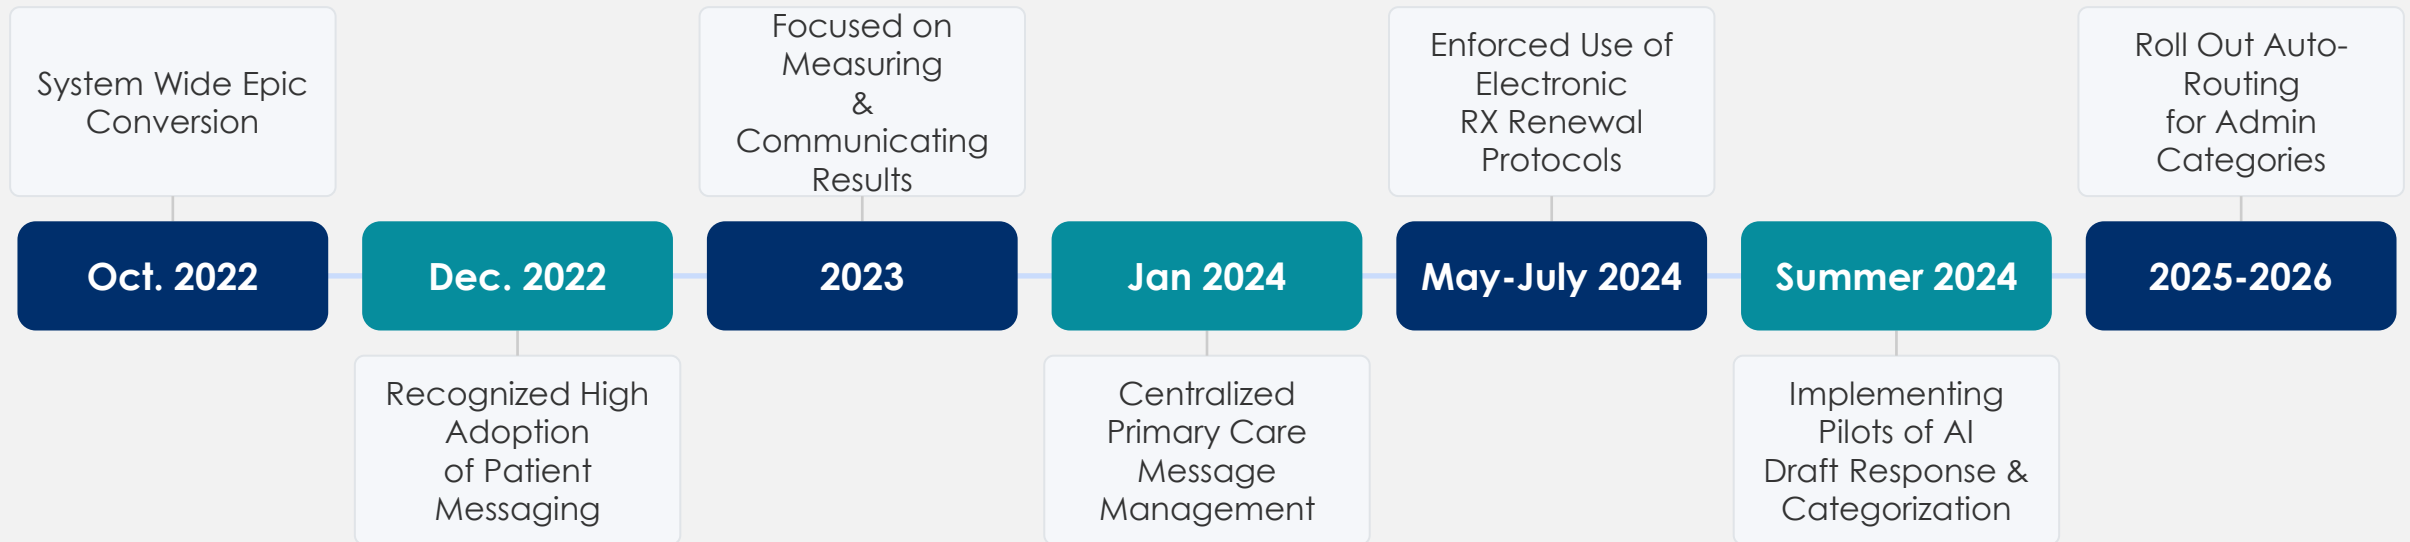 System Wide Epic
Conversion
Focused on
Measuring
&
Communicating
Results
Enforced Use of
Electronic
RX Renewal
Protocols
Roll Out Auto-
Routing
for Admin
Categories
Oct. 2022
Dec. 2022
2023
Jan 2024
May-July 2024
Summer 2024
2025-2026
Recognized High
Adoption
of Patient
Messaging
Centralized
Primary Care
Message
Management
Implementing
Pilots of AI
Draft Response &
Categorization